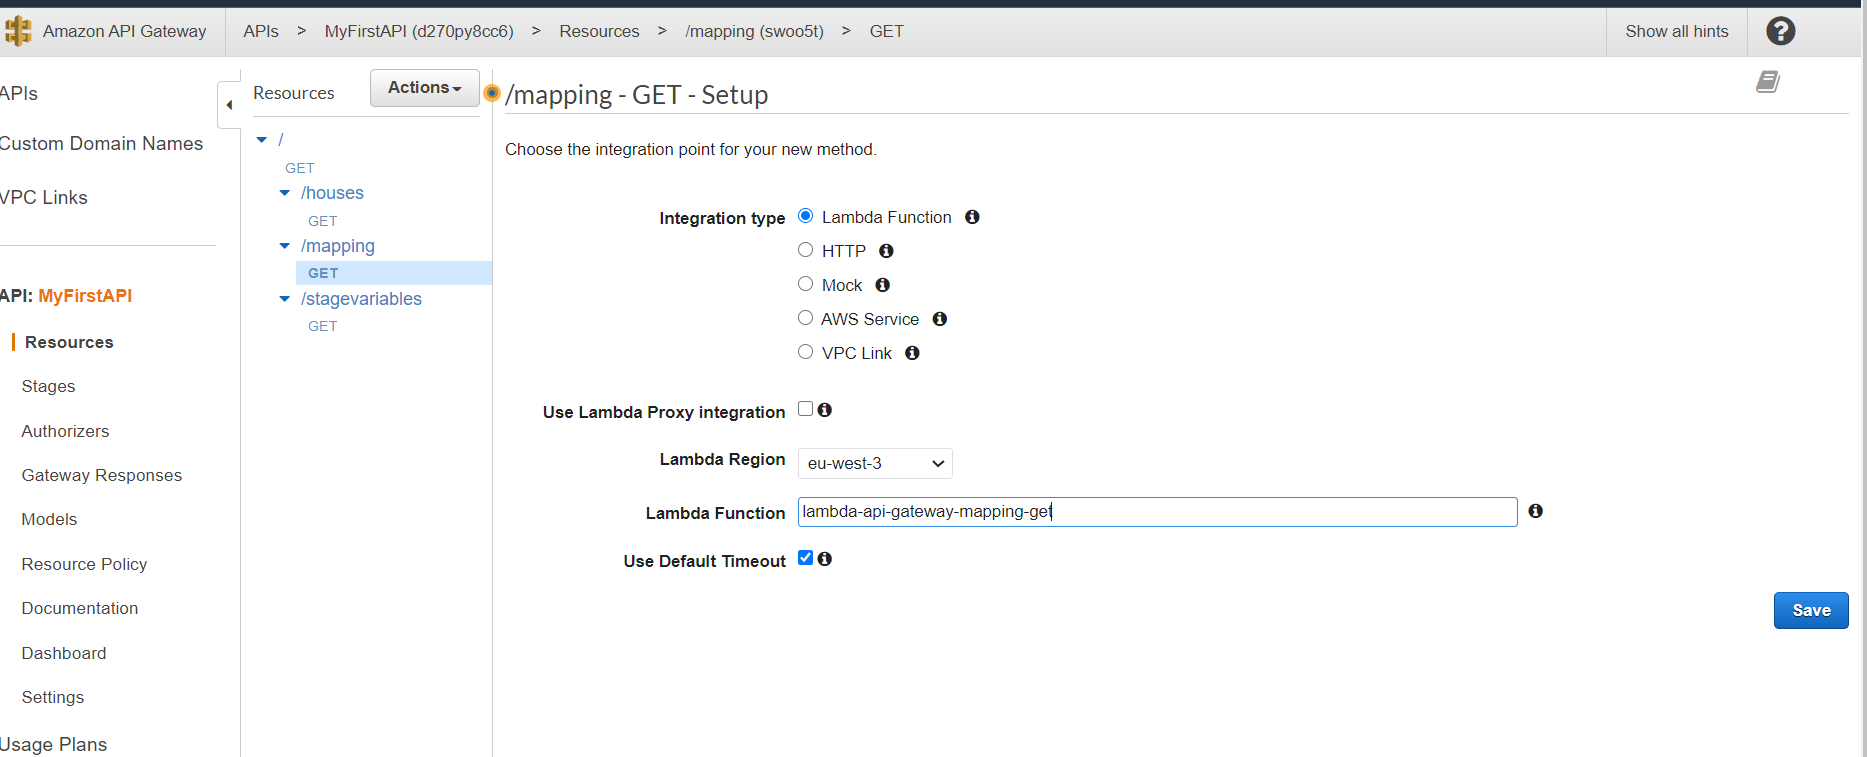 Amazon API Gateway
APIs > MyFirstAPI (d270py8cc6) > Resources > /mapping (swoo5t) > GET
Show all hints
?
APIs
Custom Domain Names
VPC Links
API: MyFirstAPI
Resources
Stages
Authorizers
Gateway Responses
Models
Resource Policy
Documentation
Dashboard
Settings
Usage Plans
Resources
Actions
/
GET
/houses
GET
/mapping
GET
/stagevariables
GET
/mapping - GET - Setup
Choose the integration point for your new method.
Integration type
Lambda Function
HTTP
Mock
AWS Service
VPC Link
Use Lambda Proxy integration
Lambda Region
eu-west-3
Lambda Function
lambda-api-gateway-mapping-get
Use Default Timeout
Save